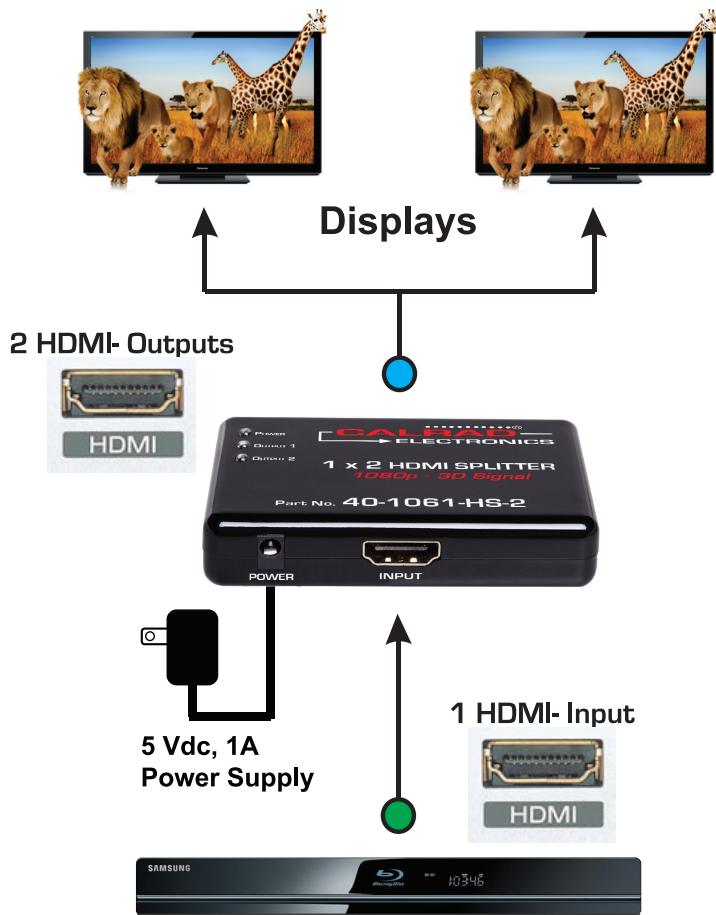 Displays
2 HDMI- Outputs
HDMI
POWER
OUTPUT 1
OUTPUT 2
CALRAD
ELECTRONICS
1 x 2 HDMI SPLITTER
1080p - 3D Signal
Part No. 40-1061-HS-2
POWER
INPUT
5 Vdc, 1A
Power Supply
1 HDMI- Input
HDMI
SAMSUNG
Blu-ray Disc
10:346